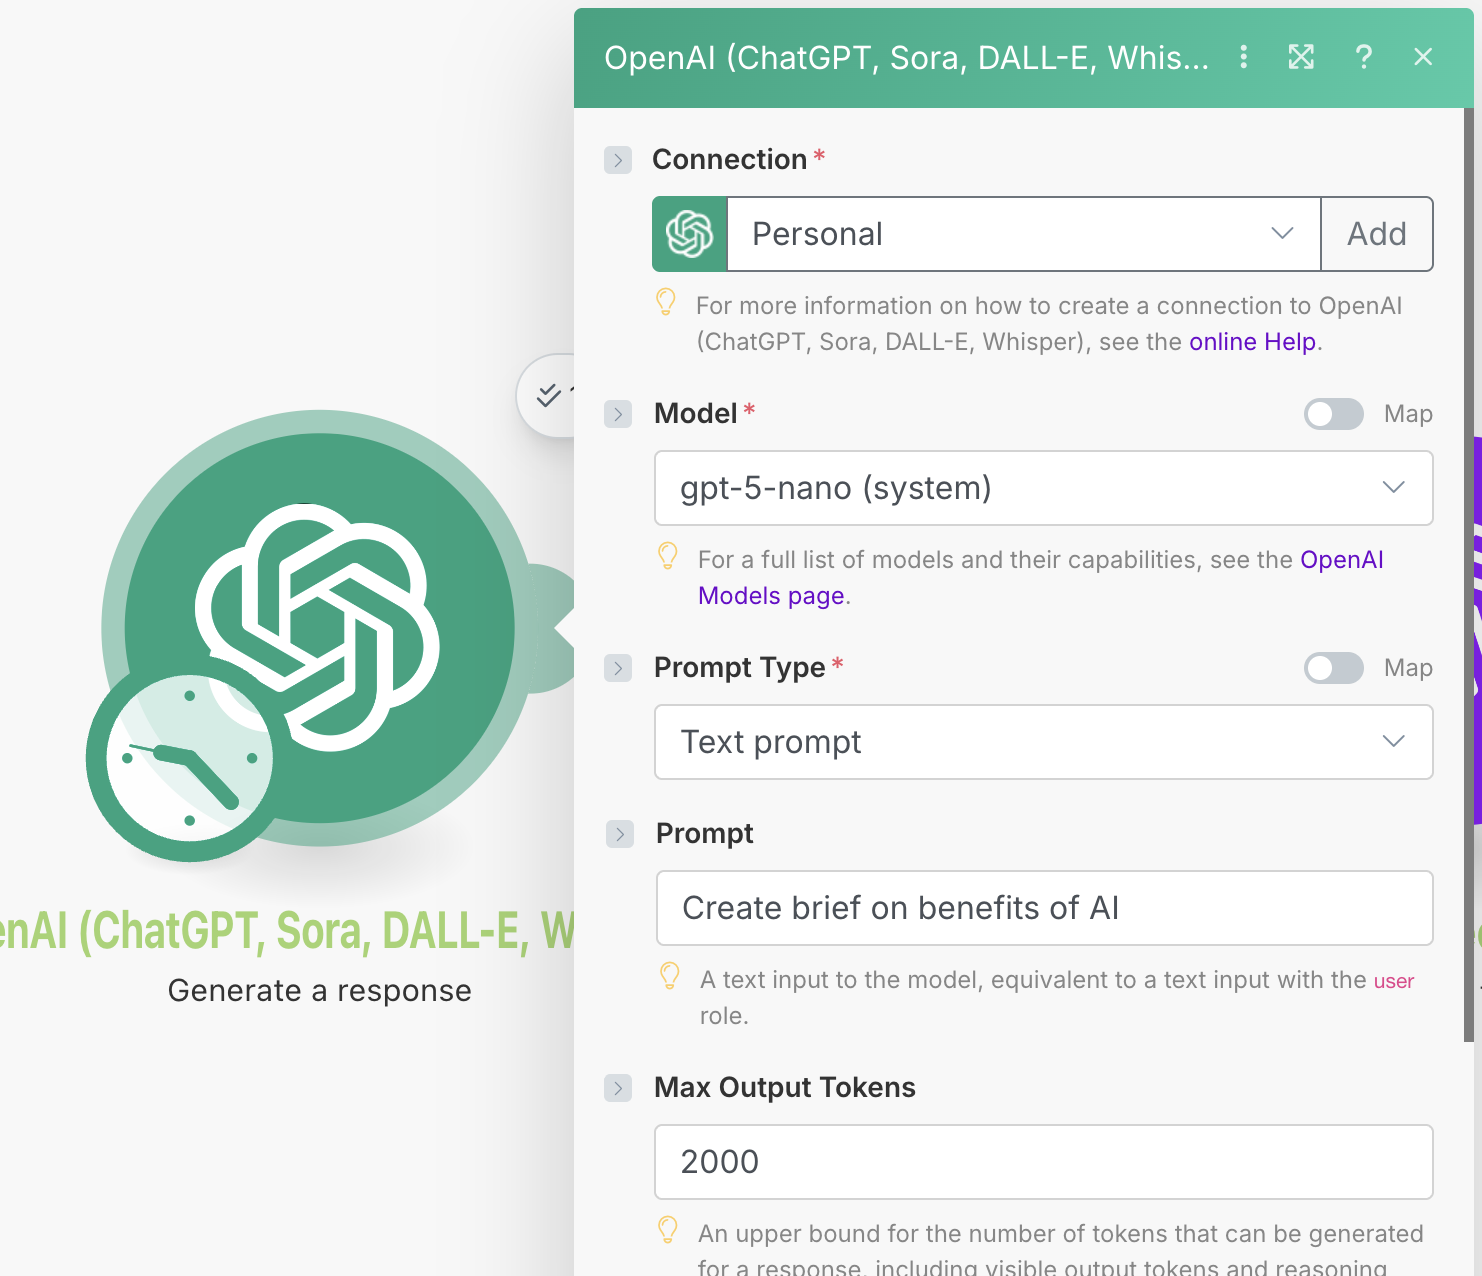 OpenAI (ChatGPT, Sora, DALL-E, Whis...
?
Connection *
Personal
Add
For more information on how to create a connection to OpenAI
(ChatGPT, Sora, DALL-E, Whisper), see the online Help.
Model *
Map
gpt-5-nano (system)
For a full list of models and their capabilities, see the OpenAI
Models page.
Prompt Type *
Map
Text prompt
Prompt
Create brief on benefits of AI
A text input to the model, equivalent to a text input with the user
role.
Max Output Tokens
2000
An upper bound for the number of tokens that can be generated
for a response, including visible output tokens and reasoning
enAI (ChatGPT, Sora, DALL-E, W
Generate a response